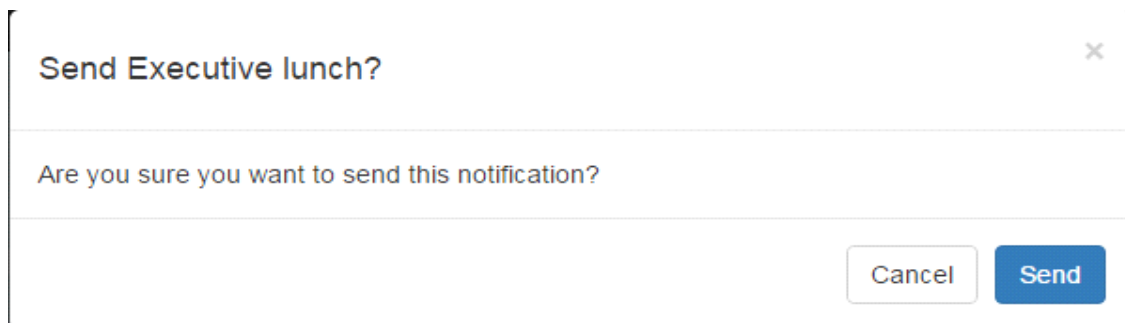 Send Executive lunch?
×
Are you sure you want to send this notification?
Cancel
Send